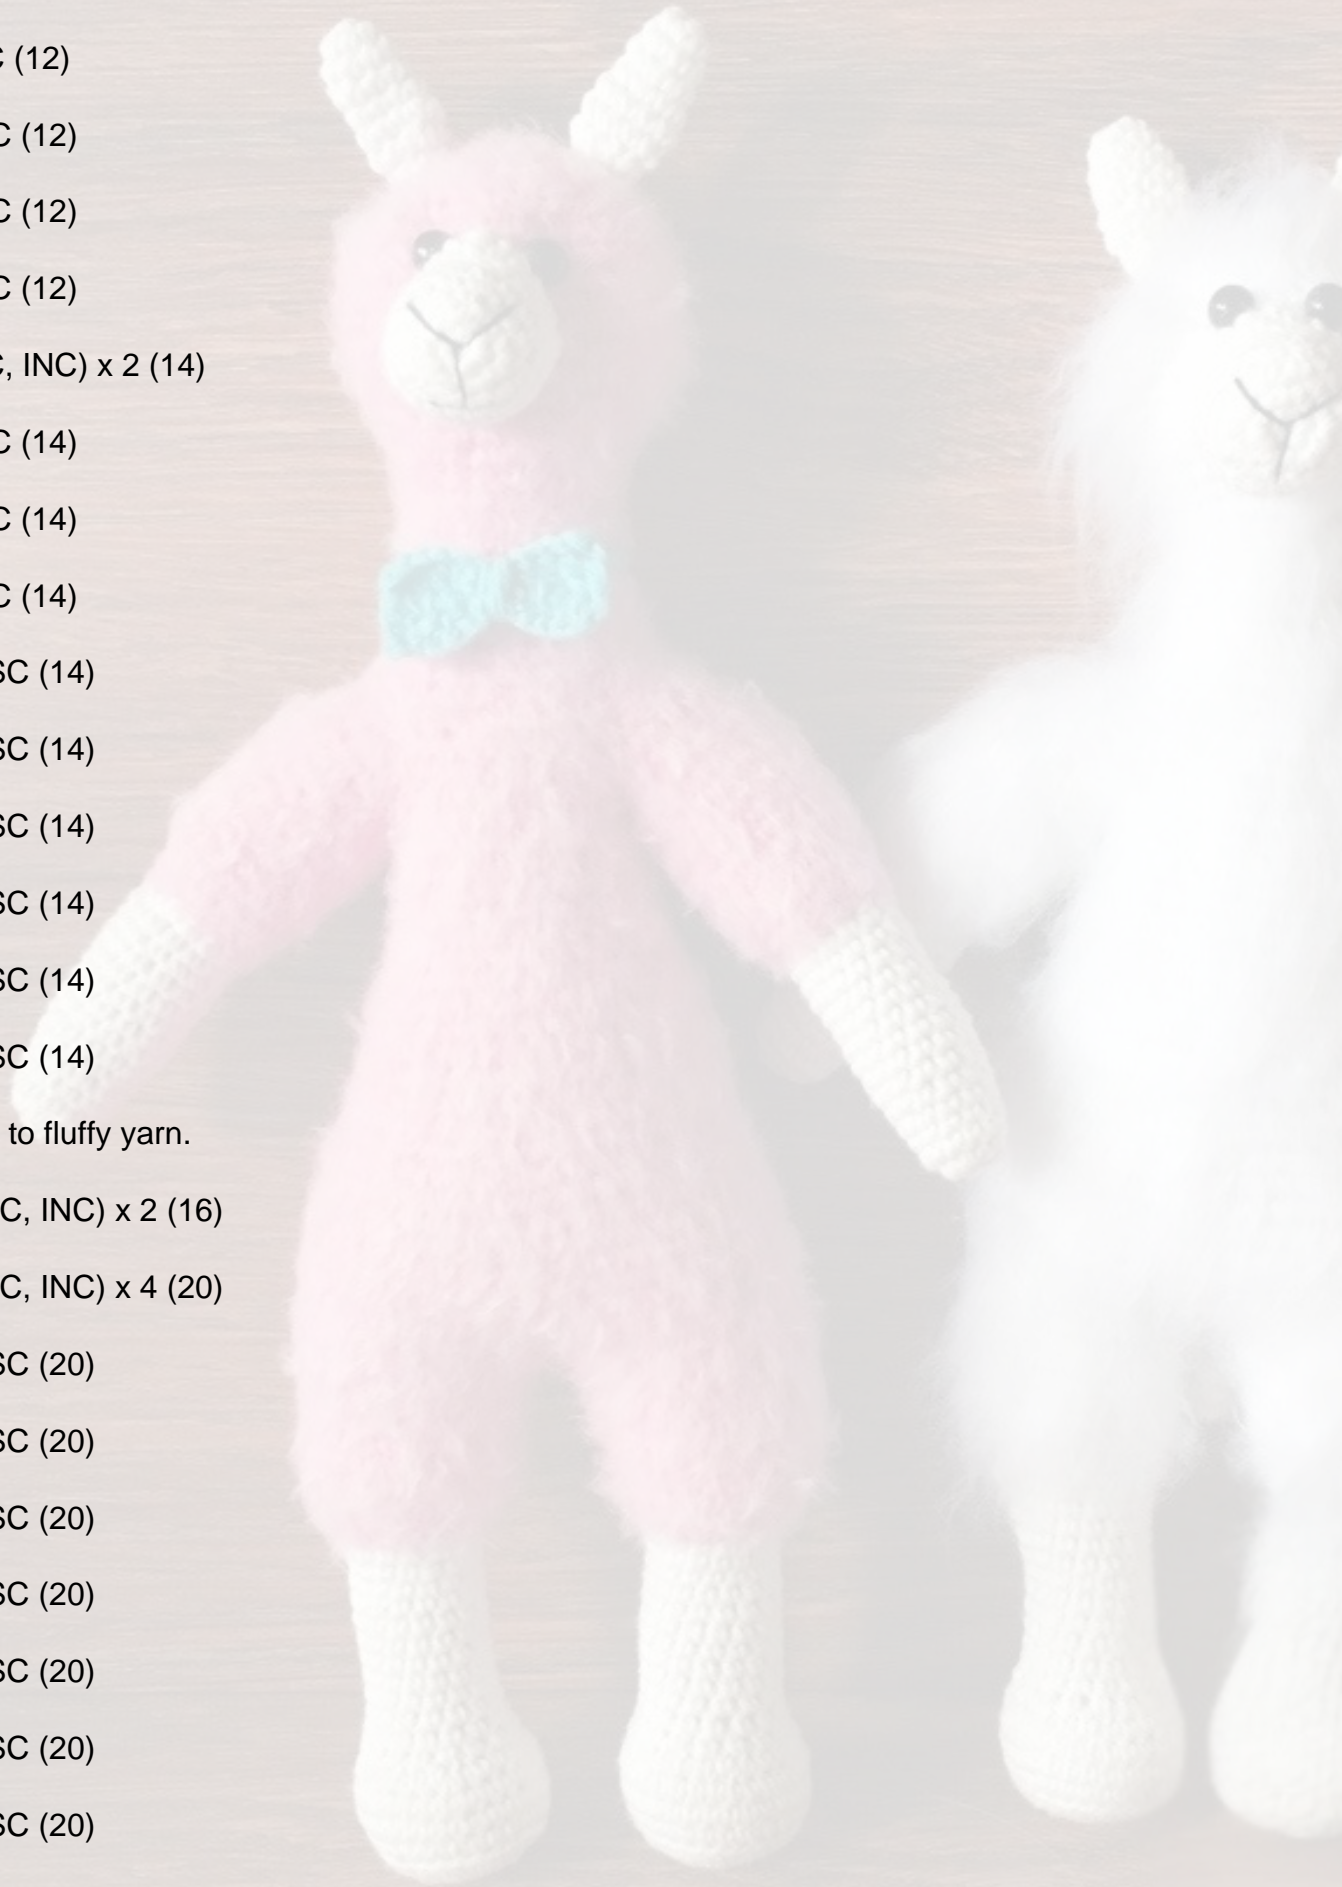 C (12)
C (12)
C (12)
C (12)
C, INC) x 2 (14)
C (14)
C (14)
C (14)
SC (14)
SC (14)
SC (14)
SC (14)
SC (14)
SC (14)
to fluffy yarn.
C, INC) x 2 (16)
C, INC) x 4 (20)
SC (20)
SC (20)
SC (20)
SC (20)
SC (20)
SC (20)
SC (20)